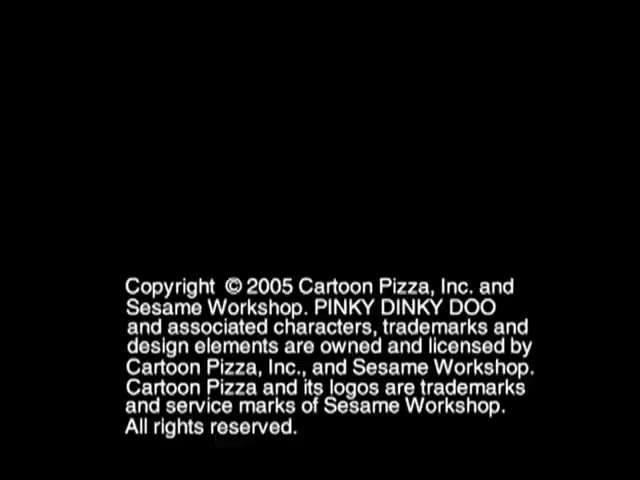 Copyright © 2005 Cartoon Pizza, Inc. and
Sesame Workshop. PINKY DINKY DOO
and associated characters, trademarks and
design elements are owned and licensed by
Cartoon Pizza, Inc., and Sesame Workshop.
Cartoon Pizza and its logos are trademarks
and service marks of Sesame Workshop.
All rights reserved.